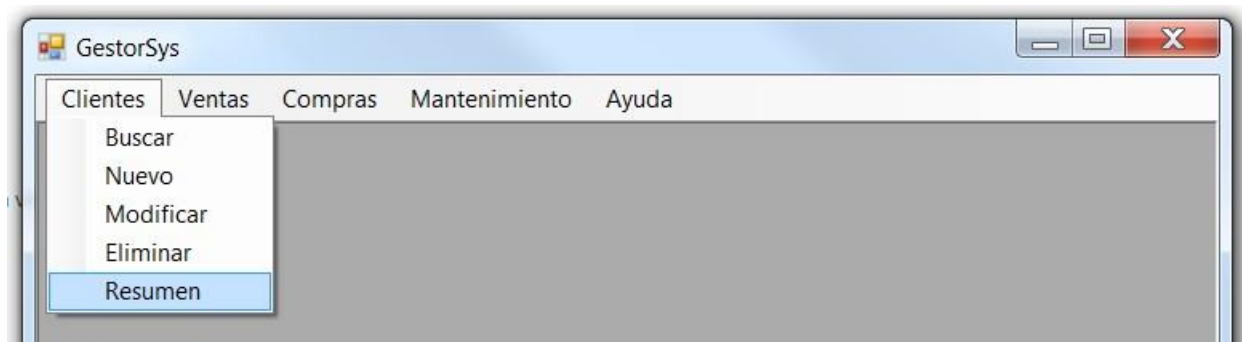 GestorSys
Clientes Ventas Compras Mantenimiento Ayuda
Buscar
Nuevo
Modificar
Eliminar
Resumen